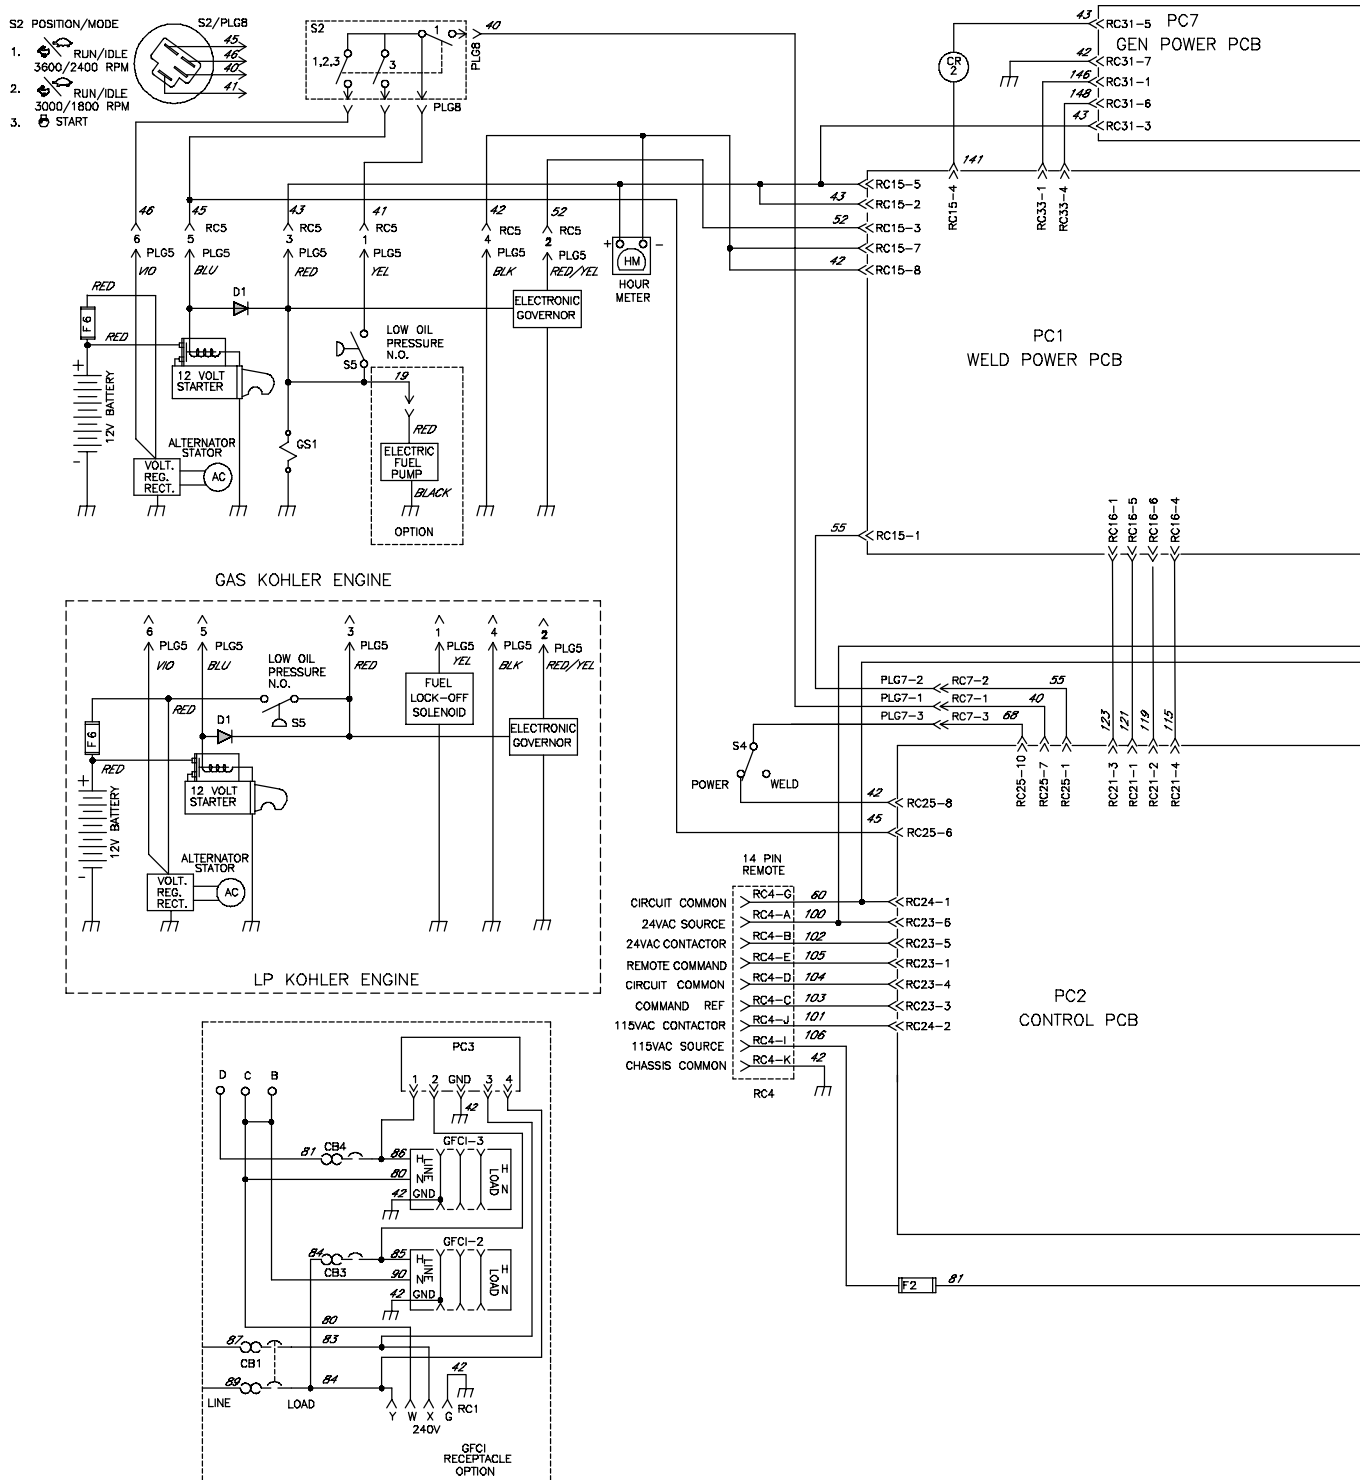 S2 POSITION/MODE
1. RUN/IDLE
3600/2400 RPM
2. RUN/IDLE
3000/1800 RPM
3. START
S2/PLG8
45
46
40
41
S2
1,2,3
3
1
40
PLG8
PLG8
43
RC31-5
PC7
GEN POWER PCB
42
RC31-7
146
RC31-1
148
RC31-6
43
RC31-3
CR
2
141
RC15-4
RC33-1
RC33-4
RC15-5
43
RC15-2
52
RC15-3
RC15-7
42
RC15-8
46
45
RC5
43
RC5
41
RC5
42
52
RC5
6
PLG5
5
PLG5
3
PLG5
1
PLG5
4
PLG5
2
PLG5
VIO
BLU
RED
YEL
BLK
RED/YEL
+
-
HM
HOUR
METER
RED
F6
RED
D1
ELECTRONIC
GOVERNOR
LOW OIL
PRESSURE
N.O.
S5
12 VOLT
STARTER
+
12V BATTERY
-
ALTERNATOR
STATOR
VOLT.
REG.
RECT.
AC
GS1
19
RED
ELECTRIC
FUEL
PUMP
BLACK
OPTION
PC1
WELD POWER PCB
55
RC15-1
RC16-1
RC16-5
RC16-6
RC16-4
GAS KOHLER ENGINE
6
PLG5
5
PLG5
3
PLG5
1
PLG5
4
PLG5
2
PLG5
VIO
BLU
RED
YEL
BLK
RED/YEL
LOW OIL
PRESSURE
N.O.
S5
FUEL
LOCK-OFF
SOLENOID
RED
D1
F6
RED
ELECTRONIC
GOVERNOR
12 VOLT
STARTER
+
12V BATTERY
-
ALTERNATOR
STATOR
VOLT.
REG.
RECT.
AC
LP KOHLER ENGINE
PLG7-2
RC7-2
55
PLG7-1
RC7-1
40
PLG7-3
RC7-3
68
123
121
119
115
S4
POWER
WELD
RC25-10
RC25-7
RC25-1
RC21-3
RC21-1
RC21-2
RC21-4
42
RC25-8
45
RC25-6
14 PIN
REMOTE
CIRCUIT COMMON
RC4-G
60
RC24-1
24VAC SOURCE
RC4-A
100
RC23-6
24VAC CONTACTOR
RC4-B
102
RC23-5
REMOTE COMMAND
RC4-E
105
RC23-1
CIRCUIT COMMON
RC4-D
104
RC23-4
COMMAND REF
RC4-C
103
RC23-3
115VAC CONTACTOR
RC4-J
101
RC24-2
115VAC SOURCE
RC4-I
106
CHASSIS COMMON
RC4-K
42
RC4
PC2
CONTROL PCB
F2
81
PC3
D
C
B
1
2
GND
3
4
42
81
CB4
GFCI-3
86
H
LINE
80
N
42
GND
H
LOAD
N
84
CB3
GFCI-2
85
H
LINE
90
N
42
GND
H
LOAD
N
80
87
83
CB1
89
84
LINE
LOAD
42
Y
W
X
G
RC1
240V
GFCI
RECEPTACLE
OPTION